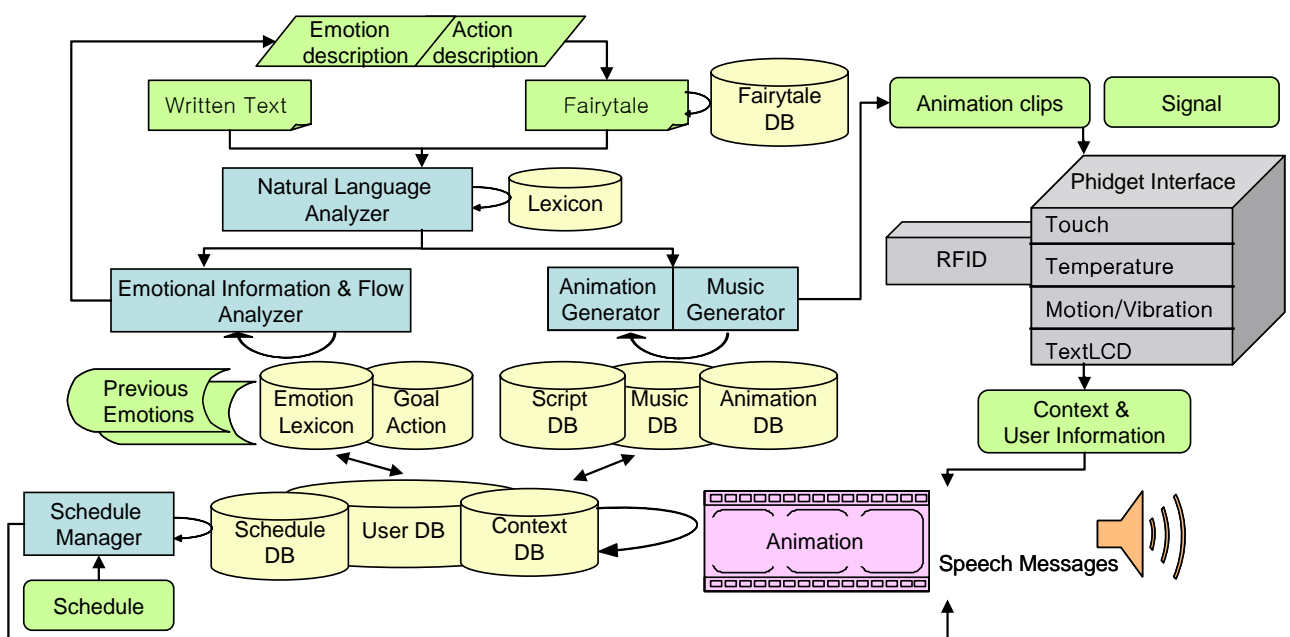 Emotion
description
Action
description
Written Text
Fairytale
Fairytale
DB
Animation clips
Signal
Natural Language
Analyzer
Lexicon
Phidget Interface
Touch
RFID
Temperature
Motion/Vibration
TextLCD
Emotional Information & Flow
Analyzer
Animation
Generator
Music
Generator
Previous
Emotions
Emotion
Lexicon
Goal
Action
Script
DB
Music
DB
Animation
DB
Context &
User Information
Schedule
Manager
Schedule
DB
User DB
Context
DB
Animation
Speech Messages
Schedule